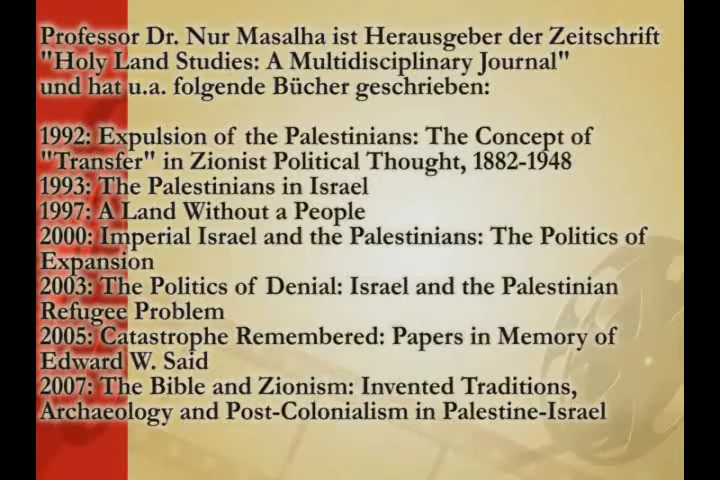 Professor Dr. Nur Masalha ist Herausgeber der Zeitschrift
"Holy Land Studies: A Multidisciplinary Journal"
und hat u.a. folgende Bücher geschrieben:
1992: Expulsion of the Palestinians: The Concept of
"Transfer" in Zionist Political Thought, 1882-1948
1993: The Palestinians in Israel
1997: A Land Without a People
2000: Imperial Israel and the Palestinians: The Politics of
Expansion
2003: The Politics of Denial: Israel and the Palestinian
Refugee Problem
2005: Catastrophe Remembered: Papers in Memory of
Edward W. Said
2007: The Bible and Zionism: Invented Traditions,
Archaeology and Post-Colonialism in Palestine-Israel